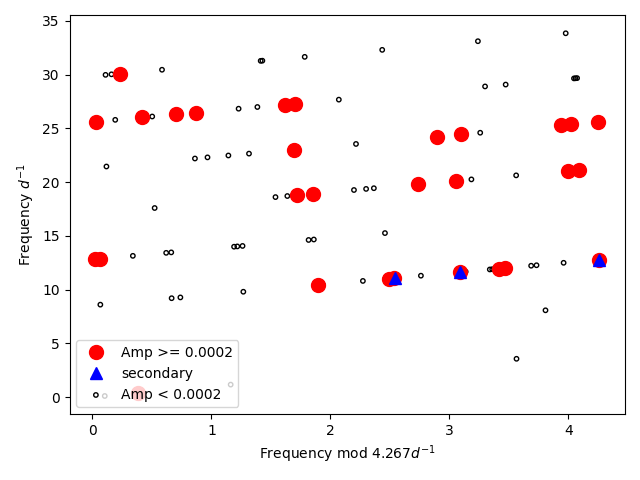 35
30
25
20
15
10
5
0
Frequency d⁻¹
Amp >= 0.0002
secondary
Amp < 0.0002
0 1 2 3 4
Frequency mod 4.267d⁻¹